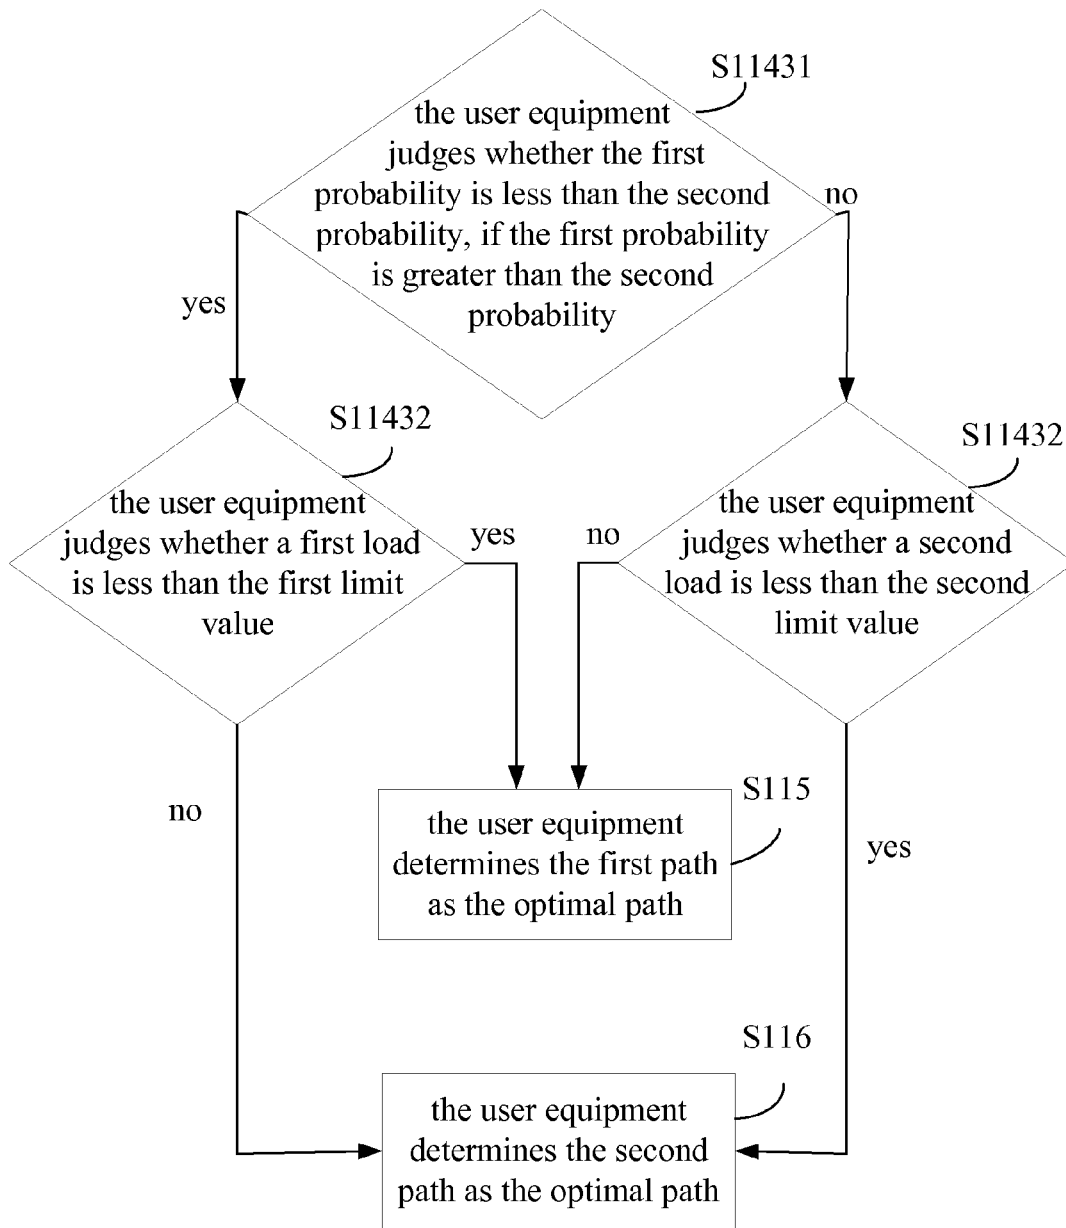 S11431
the user equipment
judges whether the first
probability is less than the second
probability, if the first probability
is greater than the second
probability
no
yes
S11432
the user equipment
judges whether a first load
is less than the first limit
value
yes
no
S11432
the user equipment
judges whether a second
load is less than the second
limit value
no
S115
the user equipment
determines the first path
as the optimal path
yes
S116
the user equipment
determines the second
path as the optimal path